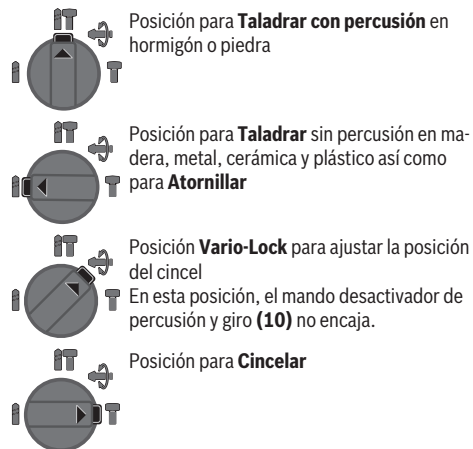 Posición para Taladrar con percusión en
hormigón o piedra
Posición para Taladrar sin percusión en ma-
dera, metal, cerámica y plástico así como
para Atornillar
Posición Vario-Lock para ajustar la posición
del cincel
En esta posición, el mando desactivador de
percusión y giro (10) no encaja.
Posición para Cincelar